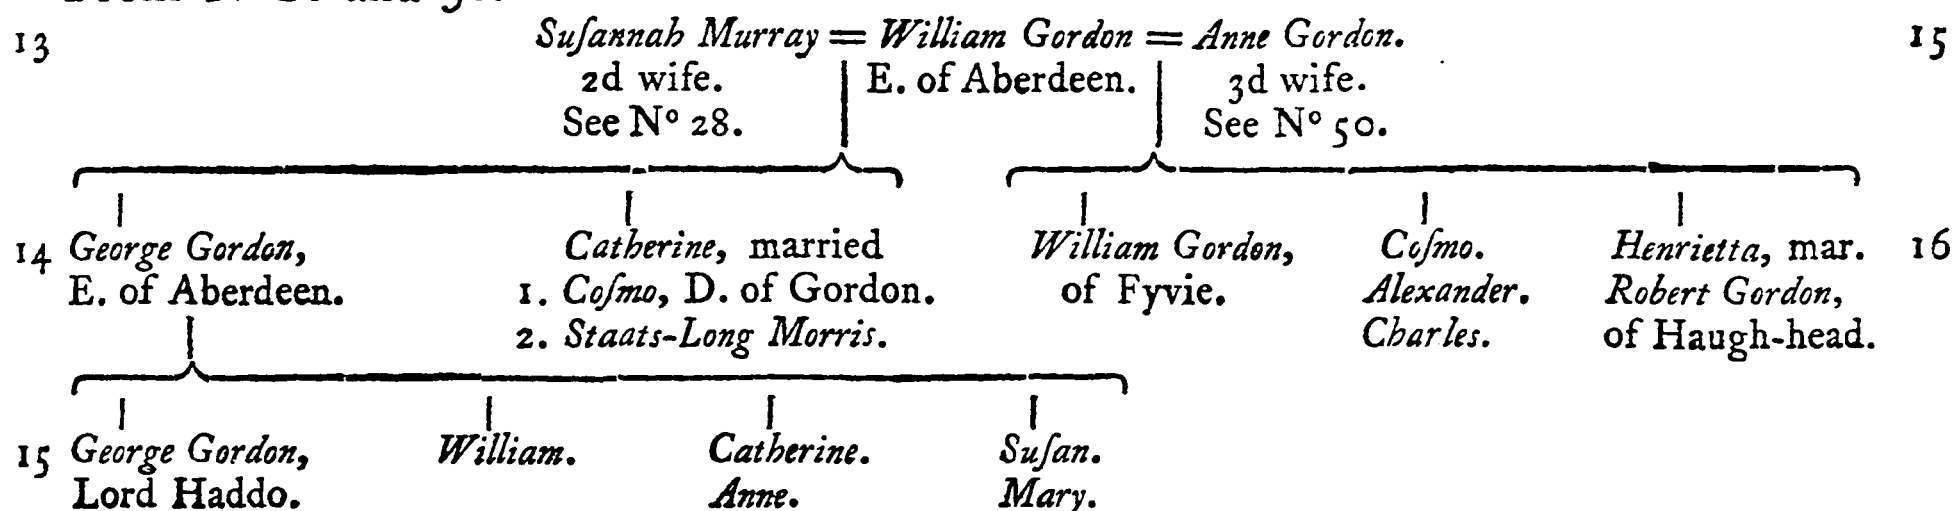 13 Suſannah Murray = William Gordon = Anne Gordon. 15
2d wife. E. of Aberdeen. 3d wife.
See Nº 28. See Nº 50.
14 George Gordon, Catherine, married William Gordon, Coſmo. Henrietta, mar. 16
E. of Aberdeen. 1. Coſmo, D. of Gordon. of Fyvie. Alexander. Robert Gordon,
2. Staats-Long Morris. Charles. of Haugh-head.
15 George Gordon, William. Catherine. Suſan.
Lord Haddo. Anne. Mary.